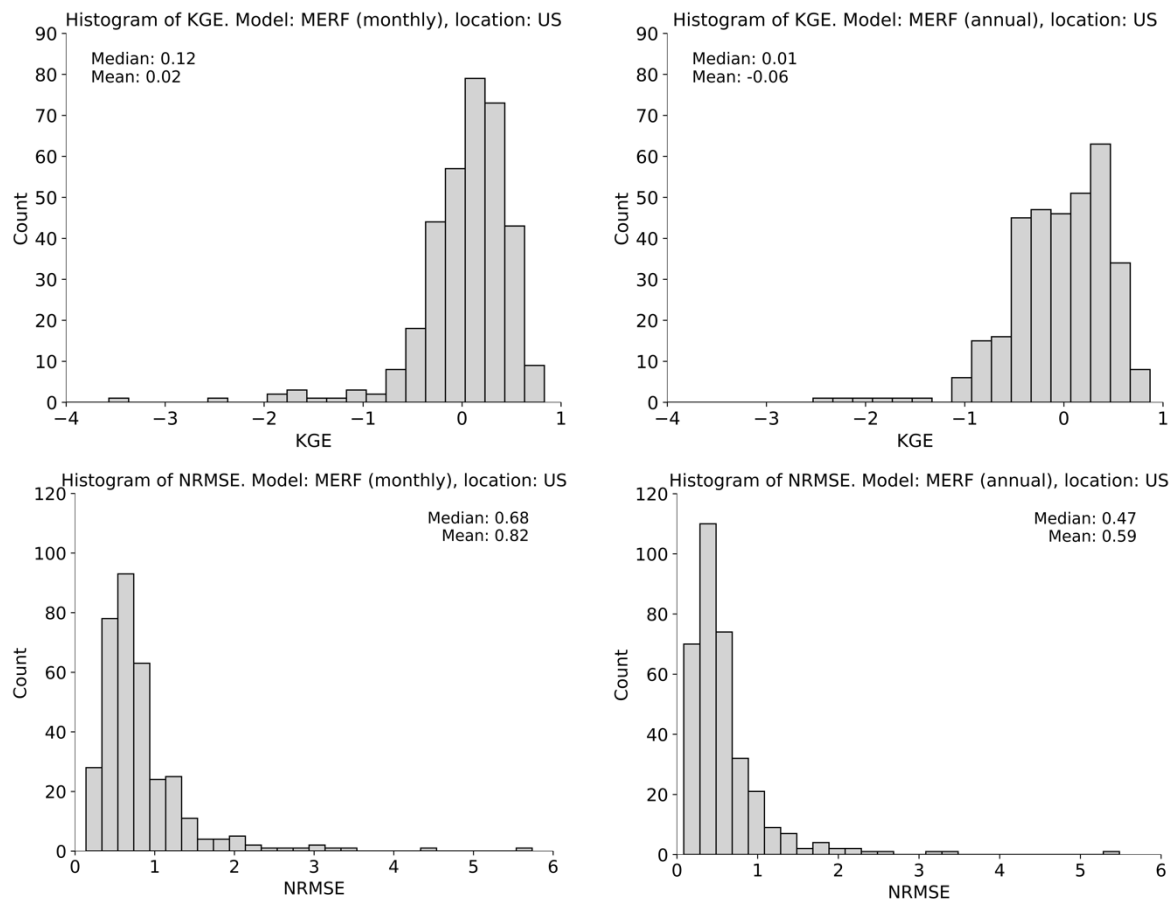 Histogram of KGE. Model: MERF (monthly), location: US
90
80
70
60
50
40
30
20
10
0
Count
Median: 0.12
Mean: 0.02
−4 −3 −2 −1 0 1
KGE
Histogram of KGE. Model: MERF (annual), location: US
90
80
70
60
50
40
30
20
10
0
Count
Median: 0.01
Mean: -0.06
−4 −3 −2 −1 0 1
KGE
Histogram of NRMSE. Model: MERF (monthly), location: US
120
100
80
60
40
20
0
Count
Median: 0.68
Mean: 0.82
0 1 2 3 4 5 6
NRMSE
Histogram of NRMSE. Model: MERF (annual), location: US
120
100
80
60
40
20
0
Count
Median: 0.47
Mean: 0.59
0 1 2 3 4 5 6
NRMSE